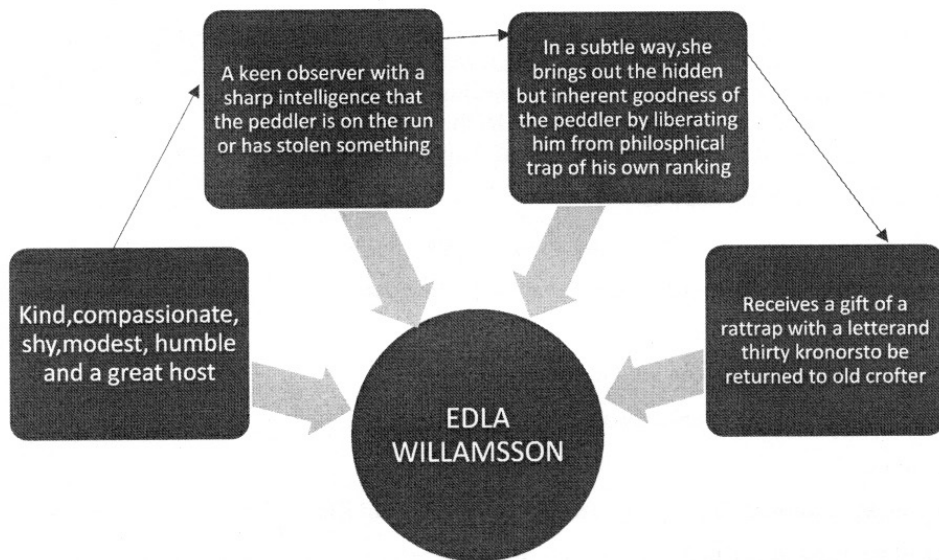 Kind,compassionate,
shy,modest, humble
and a great host
A keen observer with a
sharp intelligence that
the peddler is on the run
or has stolen something
In a subtle way,she
brings out the hidden
but inherent goodness of
the peddler by liberating
him from philosphical
trap of his own ranking
Receives a gift of a
rattrap with a letterand
thirty kronorsto be
returned to old crofter
EDLA
WILLAMSSON